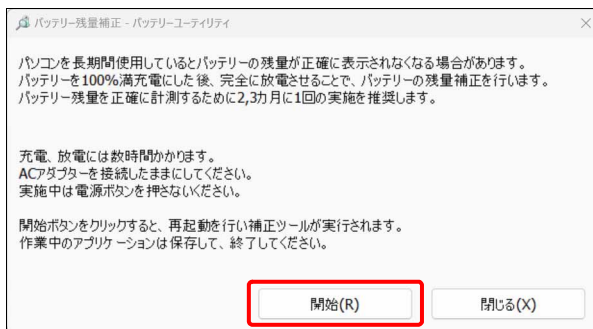 バッテリー残量補正 - バッテリーユーティリティ
パソコンを長期間使用しているとバッテリーの残量が正確に表示されなくなる場合があります。
バッテリーを100%満充電にした後、完全に放電させることで、バッテリーの残量補正を行います。
バッテリー残量を正確に計測するために2,3カ月に1回の実施を推奨します。
充電、放電には数時間かかります。
ACアダプターを接続したままにしてください。
実施中は電源ボタンを押さないください。
開始ボタンをクリックすると、再起動を行い補正ツールが実行されます。
作業中のアプリケーションは保存して、終了してください。
開始(R)
閉じる(X)